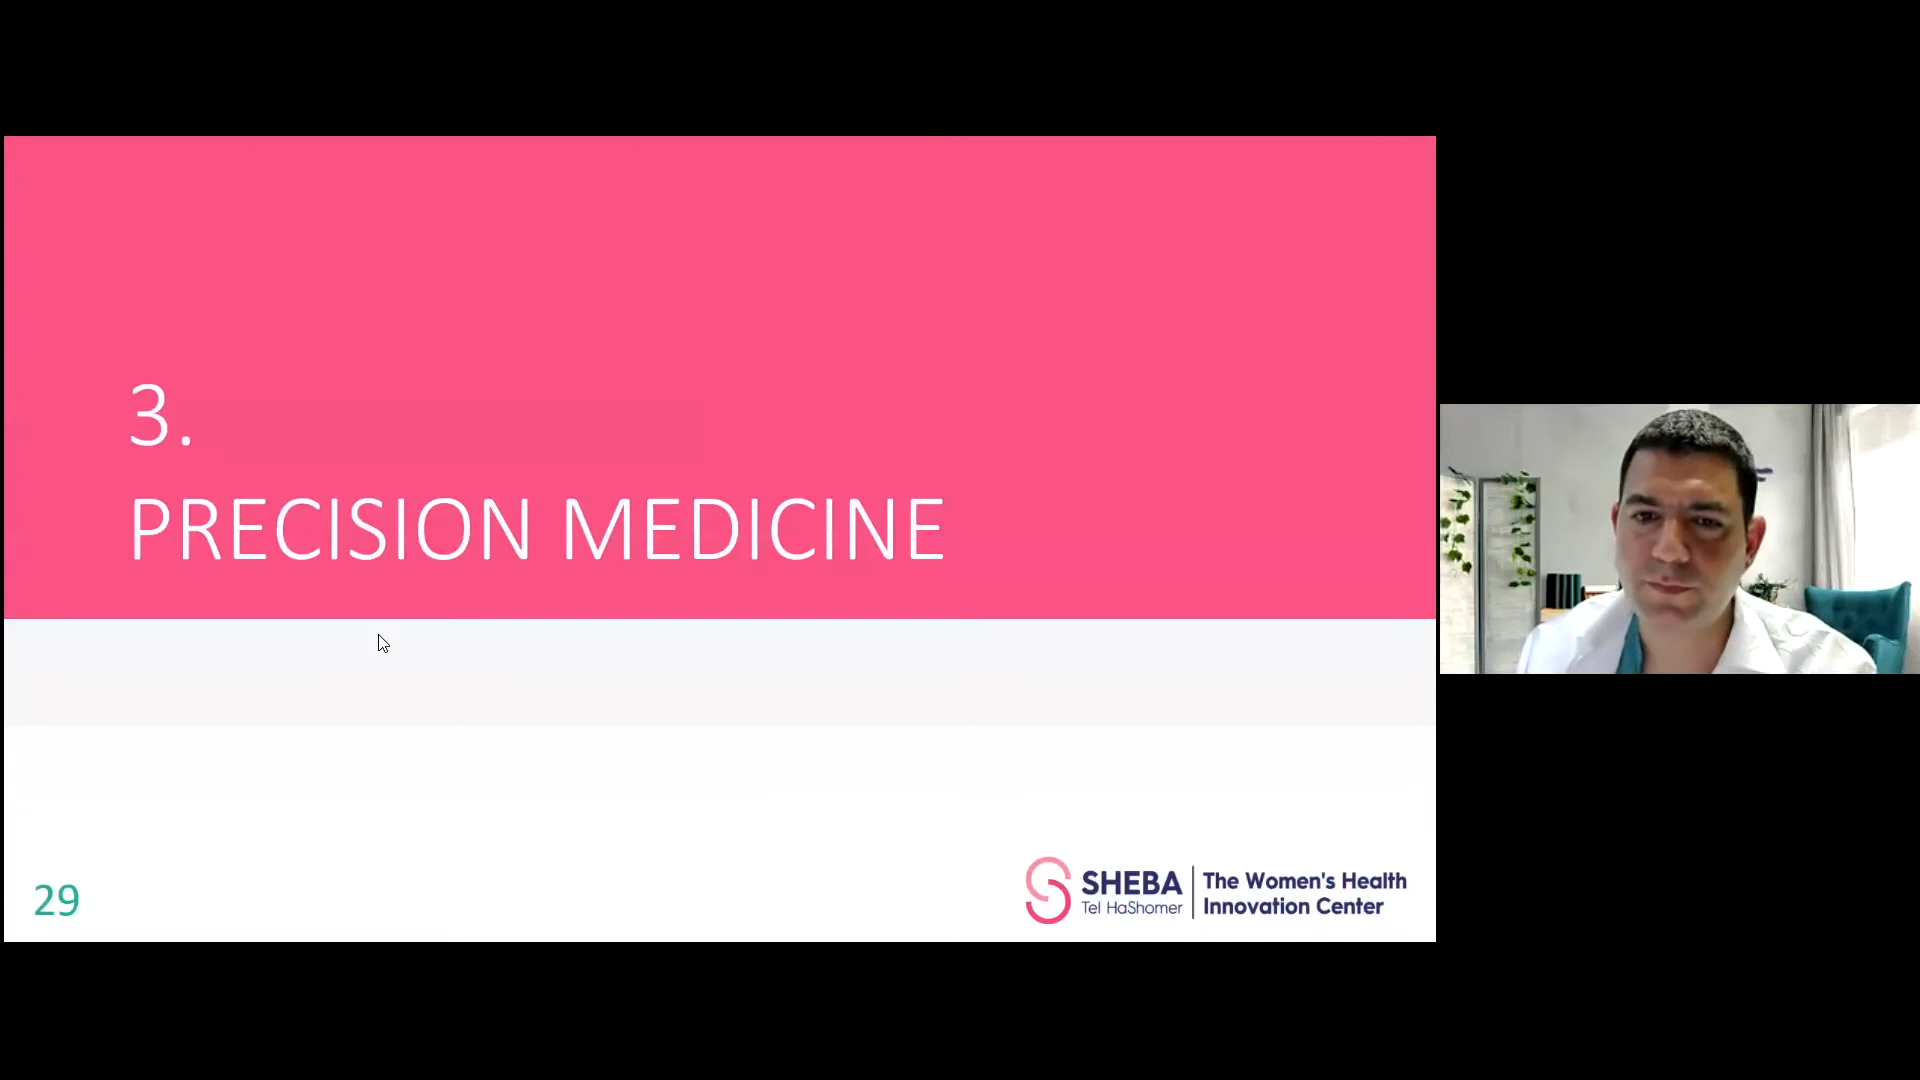 3.
PRECISION MEDICINE
29
SHEBA
Tel HaShomer
The Women's Health
Innovation Center